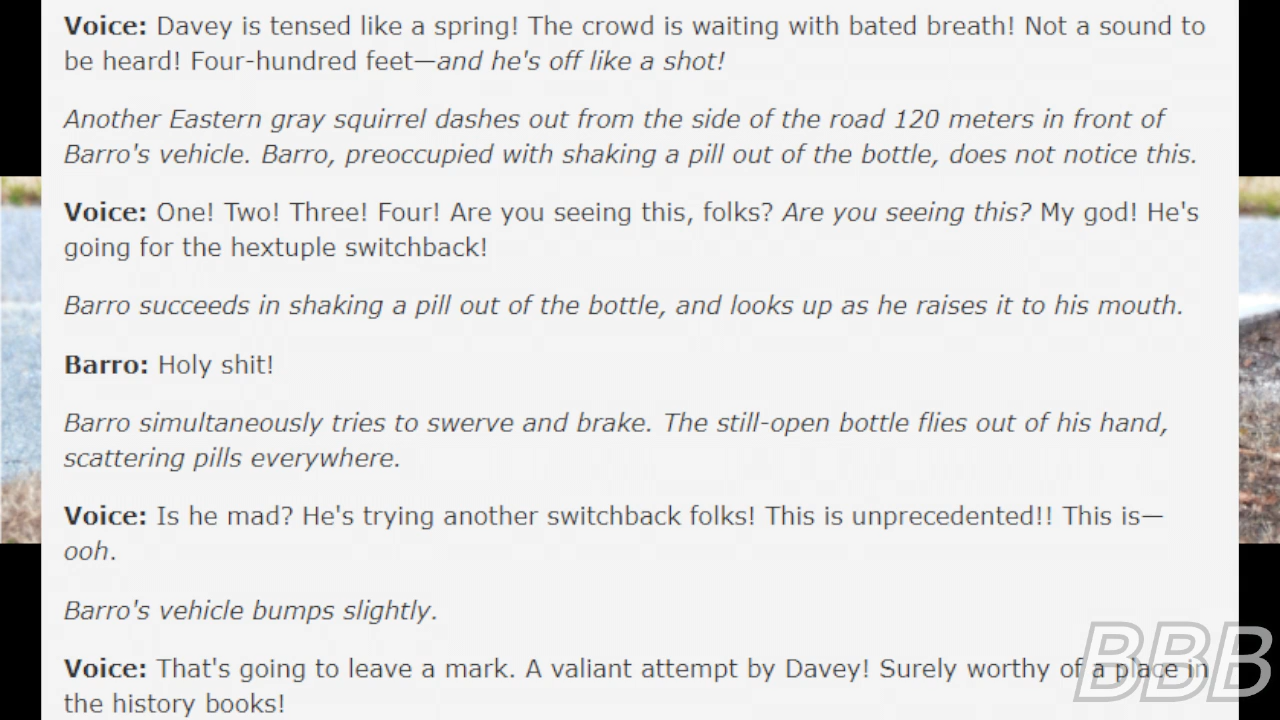 Voice: Davey is tensed like a spring! The crowd is waiting with bated breath! Not a sound to
be heard! Four-hundred feet—and he's off like a shot!
Another Eastern gray squirrel dashes out from the side of the road 120 meters in front of
Barro's vehicle. Barro, preoccupied with shaking a pill out of the bottle, does not notice this.
Voice: One! Two! Three! Four! Are you seeing this, folks? Are you seeing this? My god! He's
going for the hextuple switchback!
Barro succeeds in shaking a pill out of the bottle, and looks up as he raises it to his mouth.
Barro: Holy shit!
Barro simultaneously tries to swerve and brake. The still-open bottle flies out of his hand,
scattering pills everywhere.
Voice: Is he mad? He's trying another switchback folks! This is unprecedented!! This is—
ooh.
Barro's vehicle bumps slightly.
Voice: That's going to leave a mark. A valiant attempt by Davey! Surely worthy of a place in
the history books!
BBB